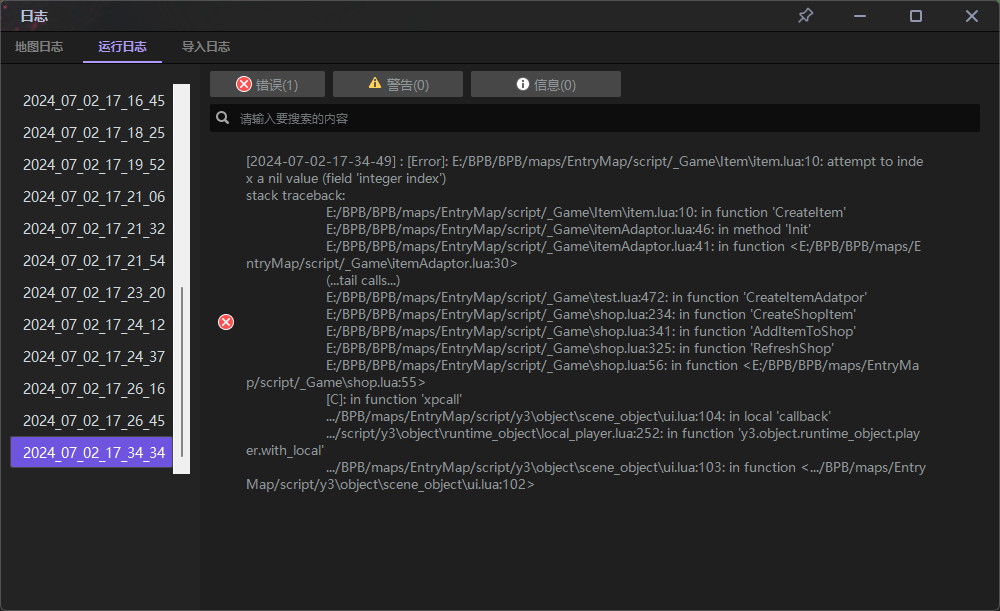 日志
地图日志
运行日志
导入日志
2024_07_02_17_16_45
2024_07_02_17_18_25
2024_07_02_17_19_52
2024_07_02_17_21_06
2024_07_02_17_21_32
2024_07_02_17_21_54
2024_07_02_17_23_20
2024_07_02_17_24_12
2024_07_02_17_24_37
2024_07_02_17_26_16
2024_07_02_17_26_45
2024_07_02_17_34_34
错误(1)
警告(0)
信息(0)
请输入要搜索的内容
[2024-07-02-17-34-49] : [Error]: E:/BPB/BPB/maps/EntryMap/script/_Game\Item\item.lua:10: attempt to inde
x a nil value (field 'integer index')
stack traceback:
E:/BPB/BPB/maps/EntryMap/script/_Game\Item\item.lua:10: in function 'CreateItem'
E:/BPB/BPB/maps/EntryMap/script/_Game\itemAdaptor.lua:46: in method 'Init'
E:/BPB/BPB/maps/EntryMap/script/_Game\itemAdaptor.lua:41: in function <E:/BPB/BPB/maps/E
ntryMap/script/_Game\itemAdaptor.lua:30>
(...tail calls...)
E:/BPB/BPB/maps/EntryMap/script/_Game\test.lua:472: in function 'CreateItemAdatpor'
E:/BPB/BPB/maps/EntryMap/script/_Game\shop.lua:234: in function 'CreateShopItem'
E:/BPB/BPB/maps/EntryMap/script/_Game\shop.lua:341: in function 'AddItemToShop'
E:/BPB/BPB/maps/EntryMap/script/_Game\shop.lua:325: in function 'RefreshShop'
E:/BPB/BPB/maps/EntryMap/script/_Game\shop.lua:56: in function <E:/BPB/BPB/maps/EntryMa
p/script/_Game\shop.lua:55>
[C]: in function 'xpcall'
.../BPB/maps/EntryMap/script/y3\object\scene_object\ui.lua:104: in local 'callback'
.../script/y3\object\runtime_object\local_player.lua:252: in function 'y3.object.runtime_object.play
er.with_local'
.../BPB/maps/EntryMap/script/y3\object\scene_object\ui.lua:103: in function <.../BPB/maps/Entry
Map/script/y3\object\scene_object\ui.lua:102>